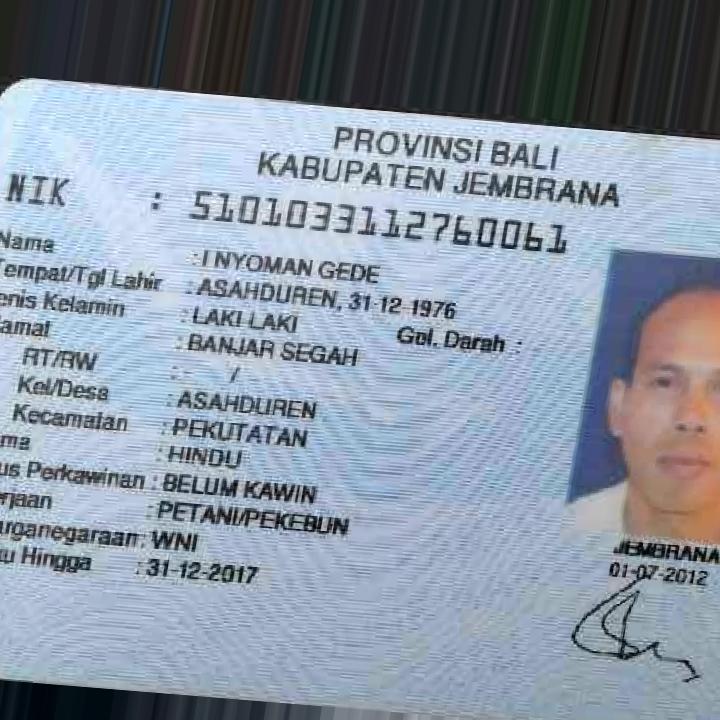 PROVINSI BALI
KABUPATEN JEMBRANA
NIK : 5101033112760061
Nama : I NYOMAN GEDE
Tempat/Tgl Lahir : ASAHDUREN, 31-12-1976
enis Kelamin : LAKI LAKI Gol. Darah :
amat : BANJAR SEGAH
RT/RW : - /
Kel/Desa : ASAHDUREN
Kecamatan : PEKUTATAN
ma : HINDU
us Perkawinan : BELUM KAWIN
erjaan : PETANI/PEKEBUN
arganegaraan: WNI
u Hingga : 31-12-2017
JEMBRANA
01-07-2012